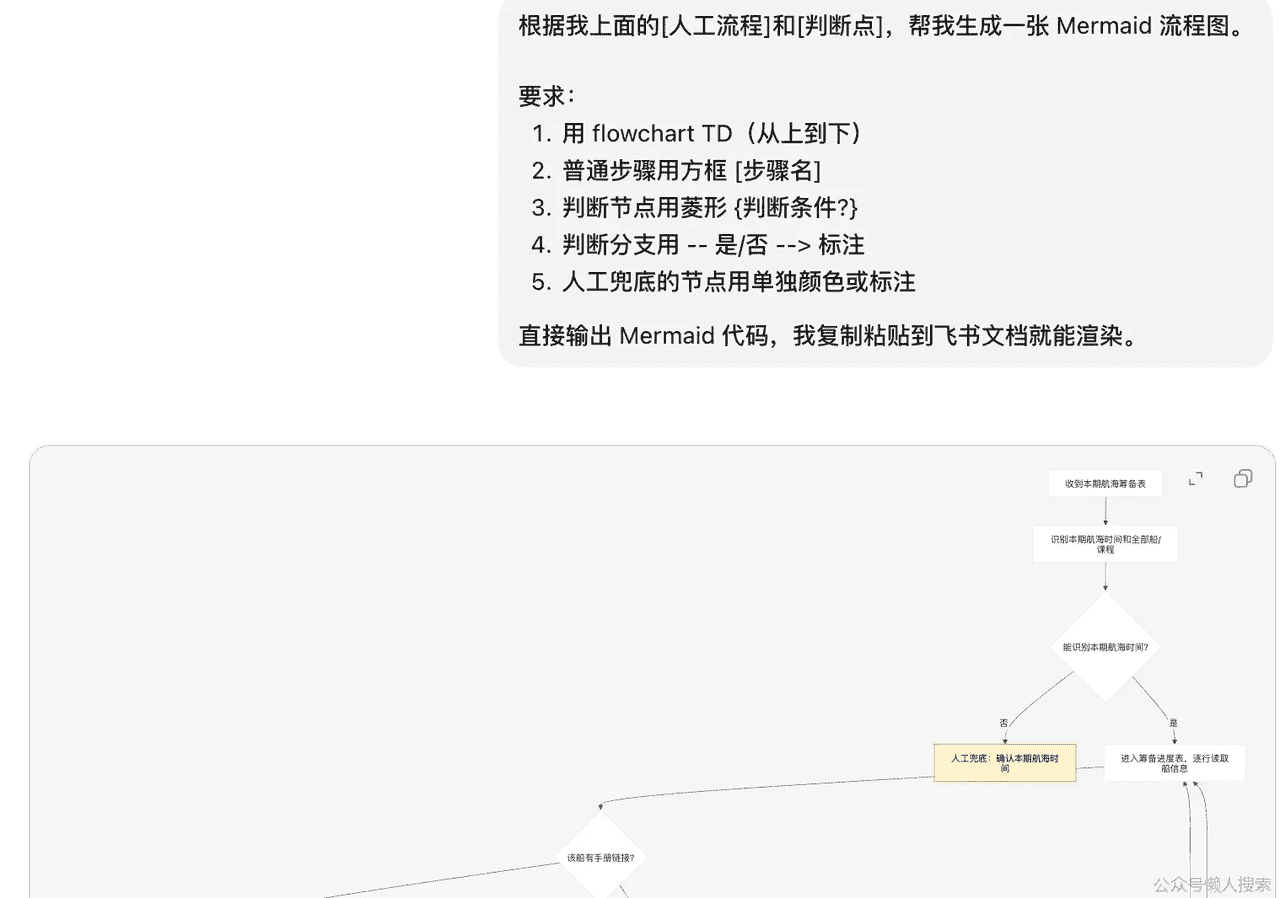 根据我上面的[人工流程]和[判断点]，帮我生成一张 Mermaid 流程图。
要求：
1. 用 flowchart TD（从上到下）
2. 普通步骤用方框 [步骤名]
3. 判断节点用菱形 {判断条件?}
4. 判断分支用 -- 是/否 --> 标注
5. 人工兜底的节点用单独颜色或标注
直接输出 Mermaid 代码，我复制粘贴到飞书文档就能渲染。
收到本期航海筹备表
识别本期航海时间和全部船/
课程
能识别本期航海时间?
否
是
人工兜底：确认本期航海时
间
进入筹备进度表，逐行读取
船信息
该船有手册链接?
公众号懒人搜索